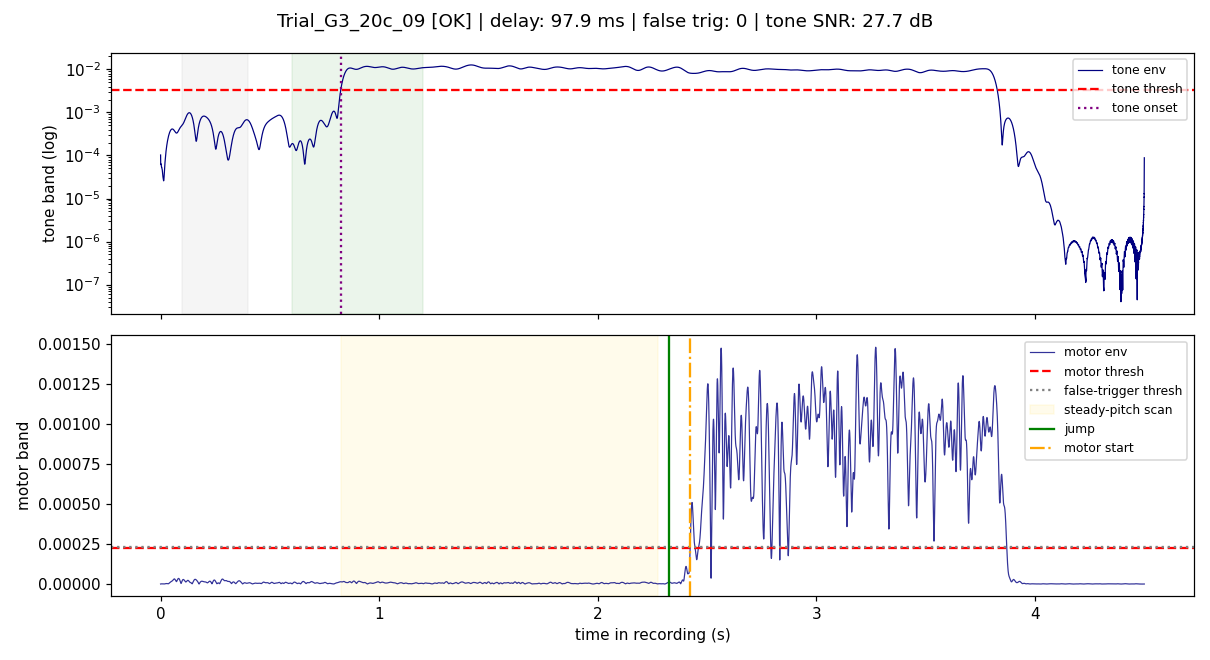 Trial_G3_20c_09 [OK] | delay: 97.9 ms | false trig: 0 | tone SNR: 27.7 dB
tone band (log)
10⁻²
10⁻³
10⁻⁴
10⁻⁵
10⁻⁶
10⁻⁷
tone env
tone thresh
tone onset
motor band
0.00150
0.00125
0.00100
0.00075
0.00050
0.00025
0.00000
motor env
motor thresh
false-trigger thresh
steady-pitch scan
jump
motor start
0 1 2 3 4
time in recording (s)